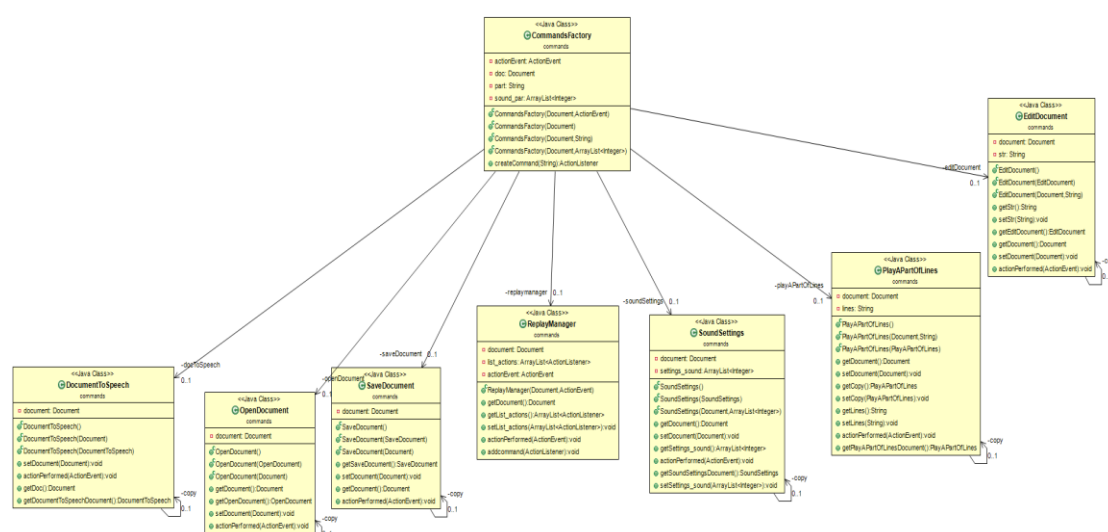 <<Java Class>>
CommandsFactory
commands
actionEvent: ActionEvent
doc: Document
part: String
sound_par: ArrayList<Integer>
CommandsFactory(Document,ActionEvent)
CommandsFactory(Document)
CommandsFactory(Document,String)
CommandsFactory(Document,ArrayList<Integer>)
createCommand(String):ActionListener
<<Java Class>>
EditDocument
commands
document: Document
str: String
EditDocument()
EditDocument(EditDocument)
EditDocument(Document,String)
getStr():String
setStr(String):void
getEditDocument():EditDocument
getDocument():Document
setDocument(Document):void
actionPerformed(ActionEvent):void
-editDocument
0..1
<<Java Class>>
PlayAPartOfLines
commands
document: Document
lines: String
PlayAPartOfLines()
PlayAPartOfLines(Document,String)
PlayAPartOfLines(PlayAPartOfLines)
getDocument():Document
setDocument(Document):void
getCopy():PlayAPartOfLines
setCopy(PlayAPartOfLines):void
getLines():String
setLines(String):void
actionPerformed(ActionEvent):void
getPlayAPartOfLinesDocument():PlayAPartOfLines
-playAPartOfLines
0..1
-copy
0..1
-replaymanager 0..1
<<Java Class>>
ReplayManager
commands
document: Document
list_actions: ArrayList<ActionListener>
actionEvent: ActionEvent
ReplayManager(Document,ActionEvent)
getDocument():Document
getList_actions():ArrayList<ActionListener>
setList_actions(ArrayList<ActionListener>):void
actionPerformed(ActionEvent):void
addcommand(ActionListener):void
-soundSettings 0..1
<<Java Class>>
SoundSettings
commands
document: Document
settings_sound: ArrayList<Integer>
SoundSettings()
SoundSettings(SoundSettings)
SoundSettings(Document,ArrayList<Integer>)
getDocument():Document
setDocument(Document):void
getSettings_sound():ArrayList<Integer>
actionPerformed(ActionEvent):void
getSoundSettingsDocument():SoundSettings
setSettings_sound(ArrayList<Integer>):void
-copy
0..1
-docToSpeech
0..1
<<Java Class>>
DocumentToSpeech
commands
document: Document
DocumentToSpeech()
DocumentToSpeech(Document)
DocumentToSpeech(DocumentToSpeech)
setDocument(Document):void
actionPerformed(ActionEvent):void
getDoc():Document
getDocumentToSpeechDocument():DocumentToSpeech
-copy
0..1
-openDocument
0..1
<<Java Class>>
OpenDocument
commands
document: Document
OpenDocument()
OpenDocument(OpenDocument)
OpenDocument(Document)
getDocument():Document
getOpenDocument():OpenDocument
setDocument(Document):void
actionPerformed(ActionEvent):void
-copy
-saveDocument 0..1
<<Java Class>>
SaveDocument
commands
document: Document
SaveDocument()
SaveDocument(SaveDocument)
SaveDocument(Document)
getSaveDocument():SaveDocument
setDocument(Document):void
getDocument():Document
actionPerformed(ActionEvent):void
-copy
0..1